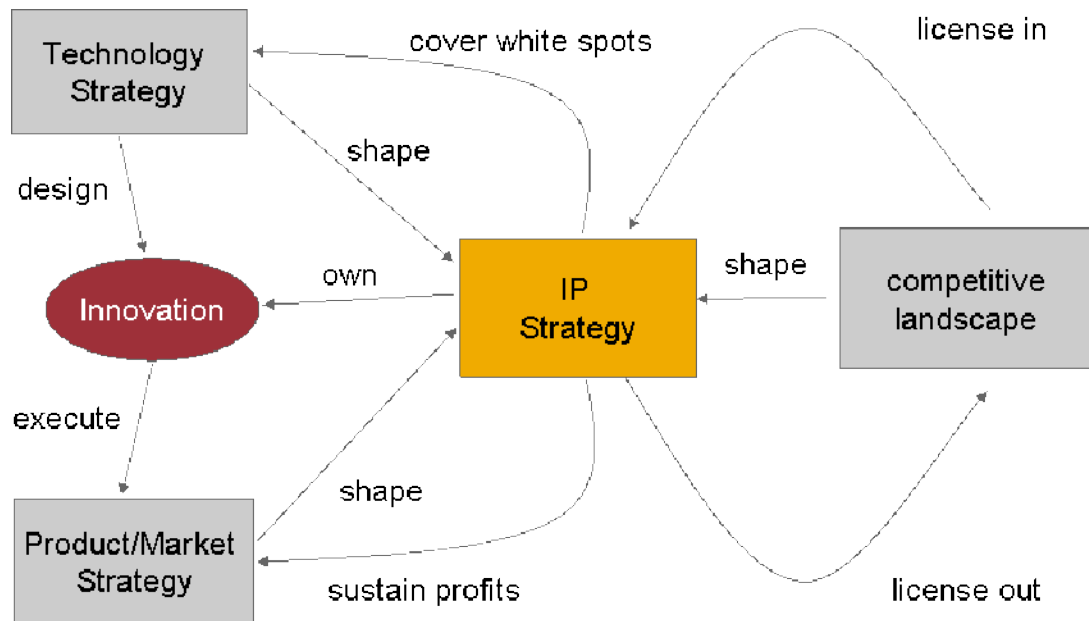 Technology
Strategy
cover white spots
license in
shape
design
own
Innovation
IP
Strategy
shape
competitive
landscape
execute
shape
Product/Market
Strategy
sustain profits
license out